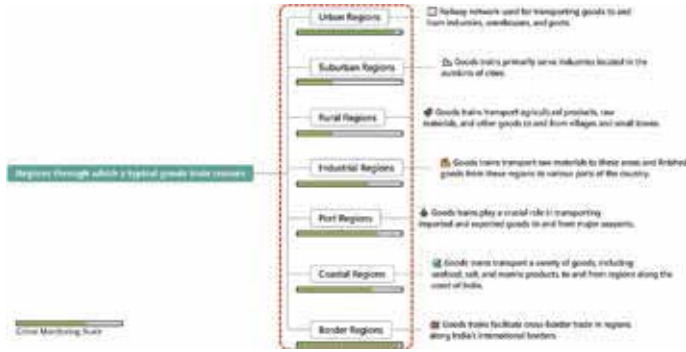 Urban Regions
Railway network used for transporting goods to and
from industries, warehouses, and ports.
Suburban Regions
Goods trains primarily serve industries located in the
outskirts of cities.
Rural Regions
Goods trains transport agricultural products, raw
materials, and other goods to and from villages and small towns.
Regions through which a typical goods train crosses
Industrial Regions
Goods trains transport raw materials to these areas and finished
goods from these regions to various parts of the country.
Port Regions
Goods trains play a crucial role in transporting
imported and exported goods to and from major seaports.
Coastal Regions
Goods trains transport a variety of goods, including
seafood, salt, and marine products, to and from regions along the
coast of India.
Border Regions
Goods trains facilitate cross-border trade in regions
along India's international borders.
Crime Monitoring Scale